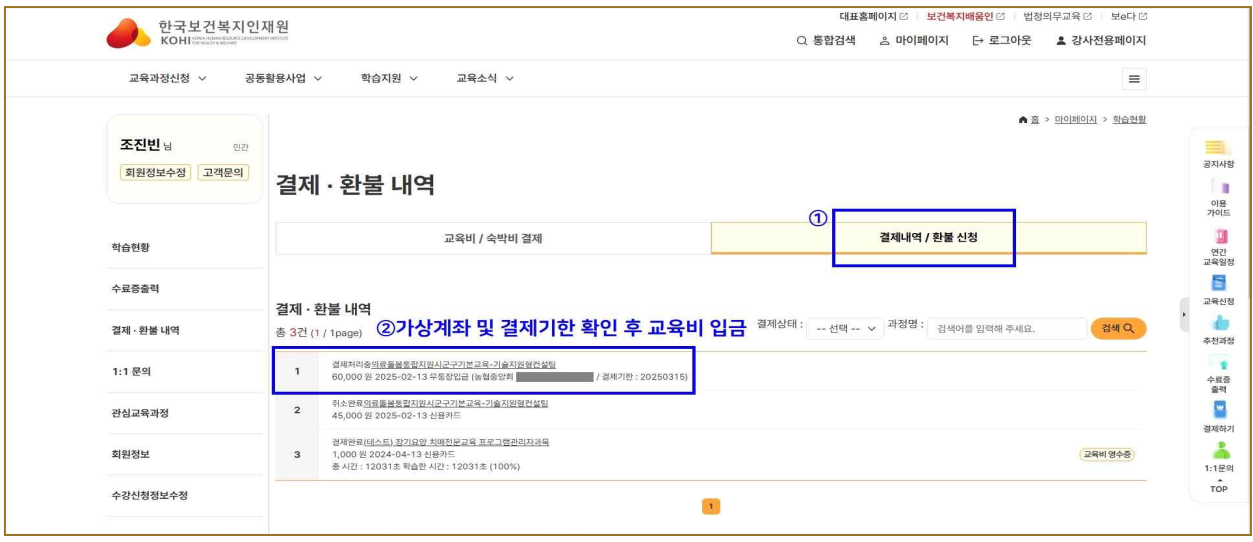 한국보건복지인재원
KOHI KOREA HUMAN RESOURCE DEVELOPMENT INSTITUTE FOR HEALTH & WELFARE
대표홈페이지 보건복지배움인 법정의무교육 보e다
통합검색 마이페이지 로그아웃 강사전용페이지
교육과정신청 공동활용사업 학습지원 교육소식
홈 > 마이페이지 > 학습현황
조진빈 님 민간
회원정보수정 고객문의
학습현황
수료증출력
결제 · 환불 내역
1:1 문의
관심교육과정
회원정보
수강신청정보수정
결제 · 환불 내역
①
교육비 / 숙박비 결제
결제내역 / 환불 신청
결제 · 환불 내역
총 3건 (1 / 1page)
②가상계좌 및 결제기한 확인 후 교육비 입금
결제상태 : -- 선택 -- 과정명 : 검색어를 입력해 주세요. 검색
1
결제처리중의료돌봄통합지원시군구기본교육-기술지원형컨설팅
60,000 원 2025-02-13 무통장입금 (농협중앙회 / 결제기한 : 20250315)
2
취소완료의료돌봄통합지원시군구기본교육-기술지원형컨설팅
45,000 원 2025-02-13 신용카드
3
결제완료(테스트) 장기요양 치매전문교육 프로그램관리자과목
1,000 원 2024-04-13 신용카드
총 시간 : 12031초 학습한 시간 : 12031초 (100%)
교육비 영수증
1
공지사항
이용
가이드
연간
교육일정
교육신청
추천과정
수료증
출력
결제하기
1:1문의
TOP